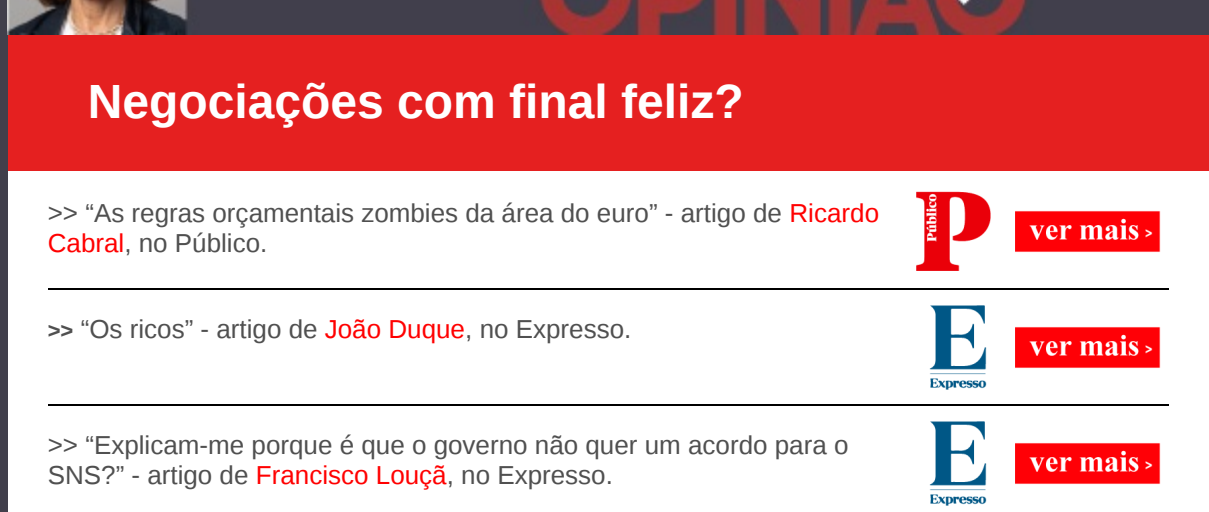 OPINIÃO
Negociações com final feliz?
>> “As regras orçamentais zombies da área do euro” - artigo de Ricardo
Cabral, no Público.
Público
P
ver mais >
>> “Os ricos” - artigo de João Duque, no Expresso.
E
Expresso
ver mais >
>> “Explicam-me porque é que o governo não quer um acordo para o
SNS?” - artigo de Francisco Louçã, no Expresso.
E
Expresso
ver mais >